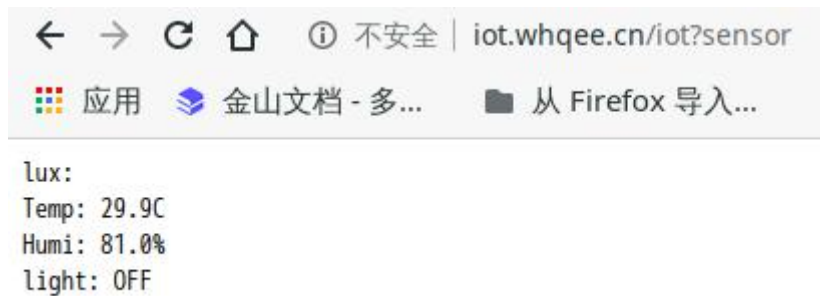 不安全 | iot.whqee.cn/iot?sensor
应用 金山文档 - 多... 从 Firefox 导入...
lux:
Temp: 29.9C
Humi: 81.0%
light: OFF